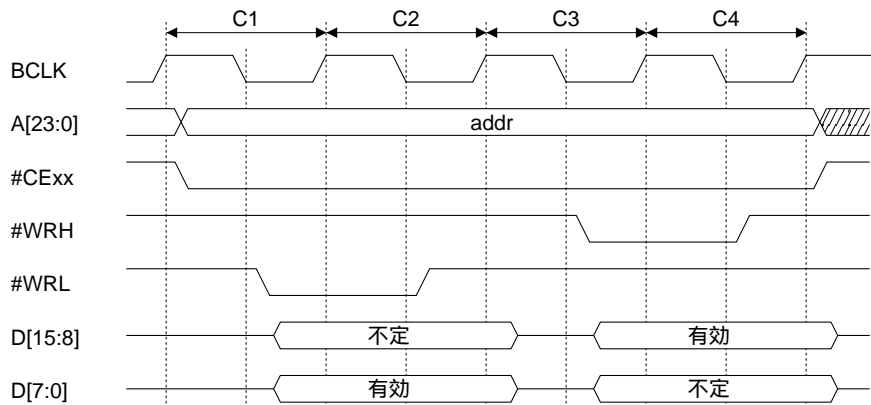 C1 C2 C3 C4
BCLK
A[23:0] addr
#CExx
#WRH
#WRL
D[15:8] 不定 有効
D[7:0] 有効 不定